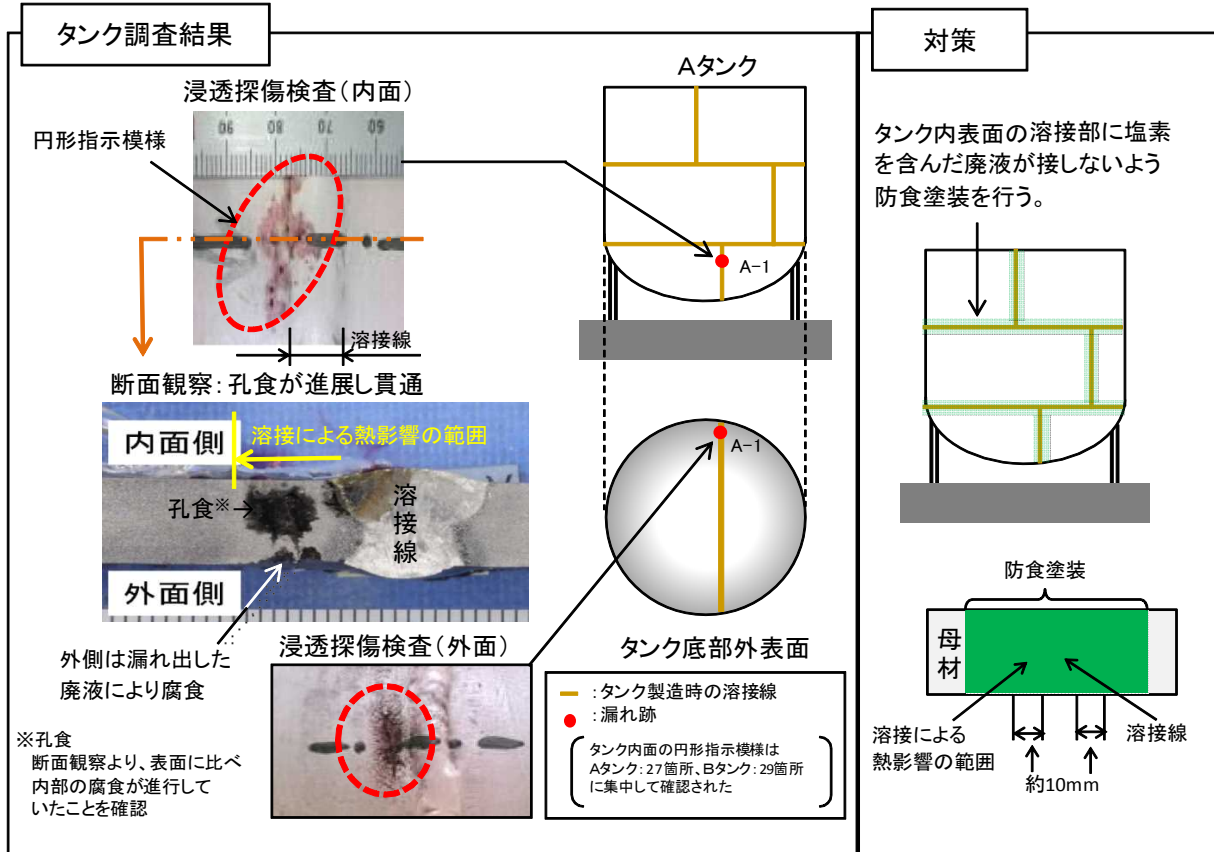 タンク調査結果
浸透探傷検査(内面)
円形指示模様
90 80 70 60
溶接線
断面観察:孔食が進展し貫通
内面側
溶接による熱影響の範囲
孔食※→
溶接線
外面側
外側は漏れ出した
廃液により腐食
※孔食
断面観察より、表面に比べ
内部の腐食が進行して
いたことを確認
浸透探傷検査(外面)
Aタンク
A-1
A-1
タンク底部外表面
:タンク製造時の溶接線
:漏れ跡
タンク内面の円形指示模様は
Aタンク:27箇所、Bタンク:29箇所
に集中して確認された
対策
タンク内表面の溶接部に塩素
を含んだ廃液が接しないよう
防食塗装を行う。
防食塗装
母材
溶接による
熱影響の範囲
溶接線
約10mm